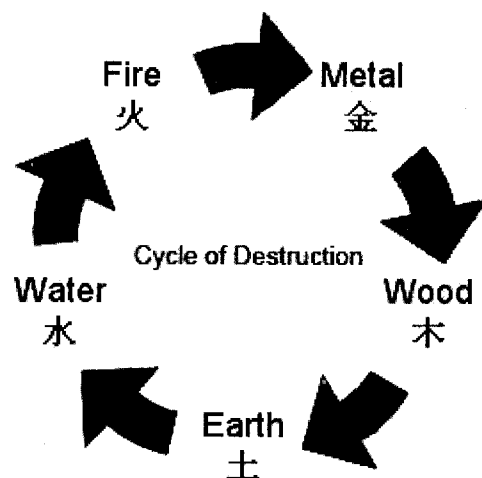 Fire
火
Metal
金
Cycle of Destruction
Water
水
Wood
木
Earth
土